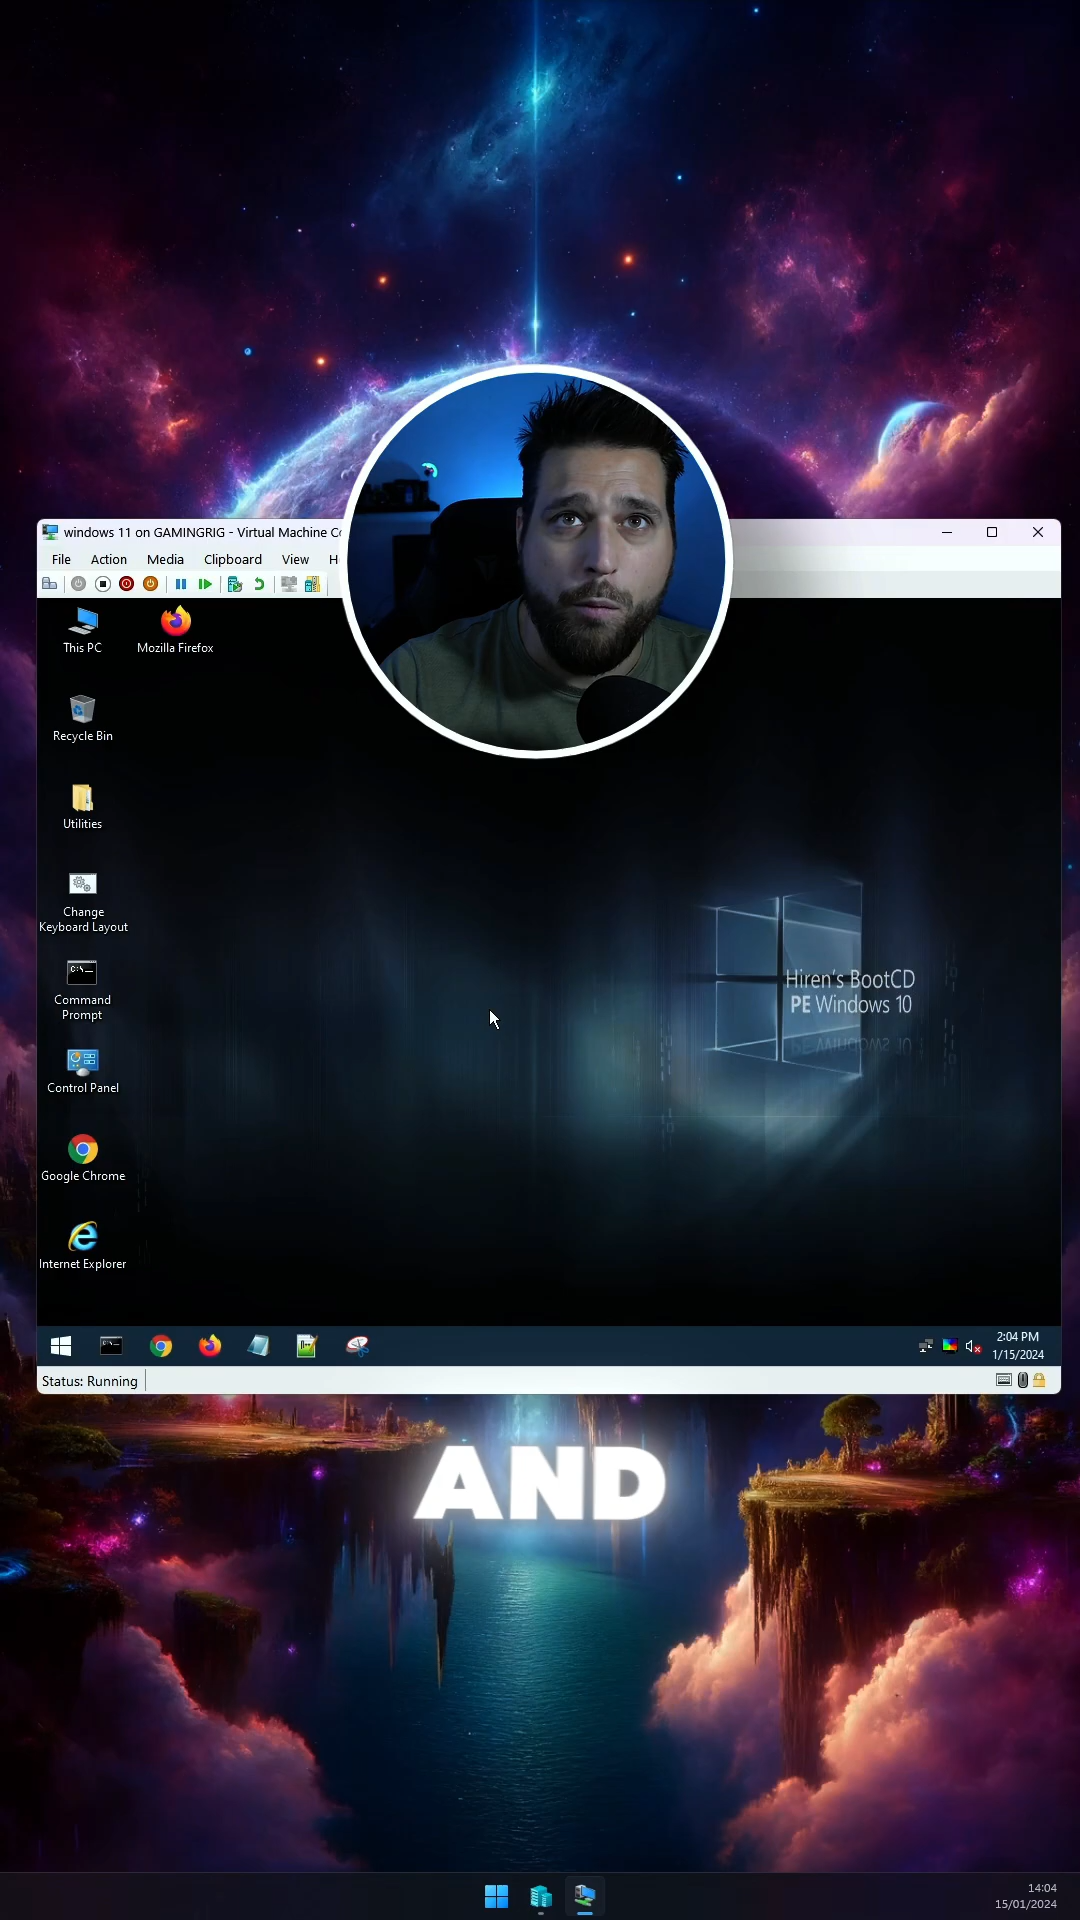 windows 11 on GAMINGRIG - Virtual Machine Co
File Action Media Clipboard View H
This PC
Mozilla Firefox
Recycle Bin
Utilities
Change
Keyboard Layout
Command
Prompt
Control Panel
Google Chrome
Internet Explorer
Hiren's BootCD
PE Windows 10
2:04 PM
1/15/2024
Status: Running
AND
14:04
15/01/2024